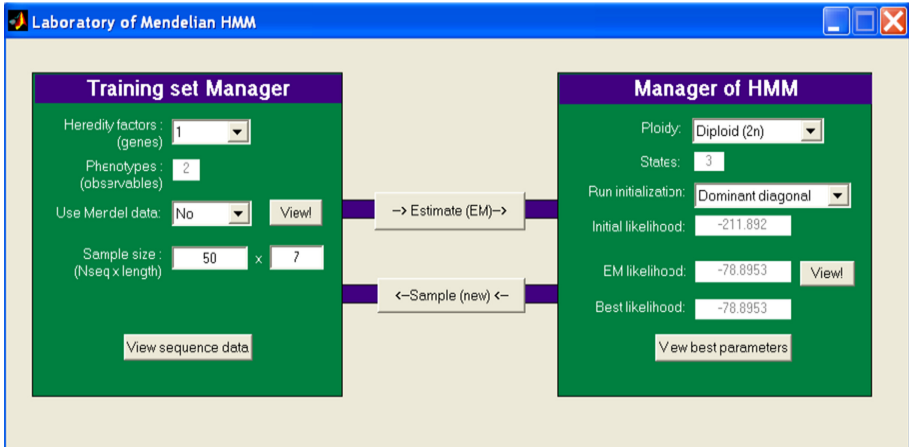 Laboratory of Mendelian HMM
Training set Manager
Heredity factors :
(genes)
1
Phenotypes :
(observables)
2
Use Mendel data:
No
View!
Sample size :
(Nseq x length)
50
x
7
View sequence data
--> Estimate (EM)-->
<--Sample (new) <--
Manager of HMM
Ploidy:
Diploid (2n)
States:
3
Run initialization:
Dominant diagonal
Initial likelihood:
-211.892
EM likelihood:
-78.8953
View!
Best likelihood:
-78.8953
View best parameters